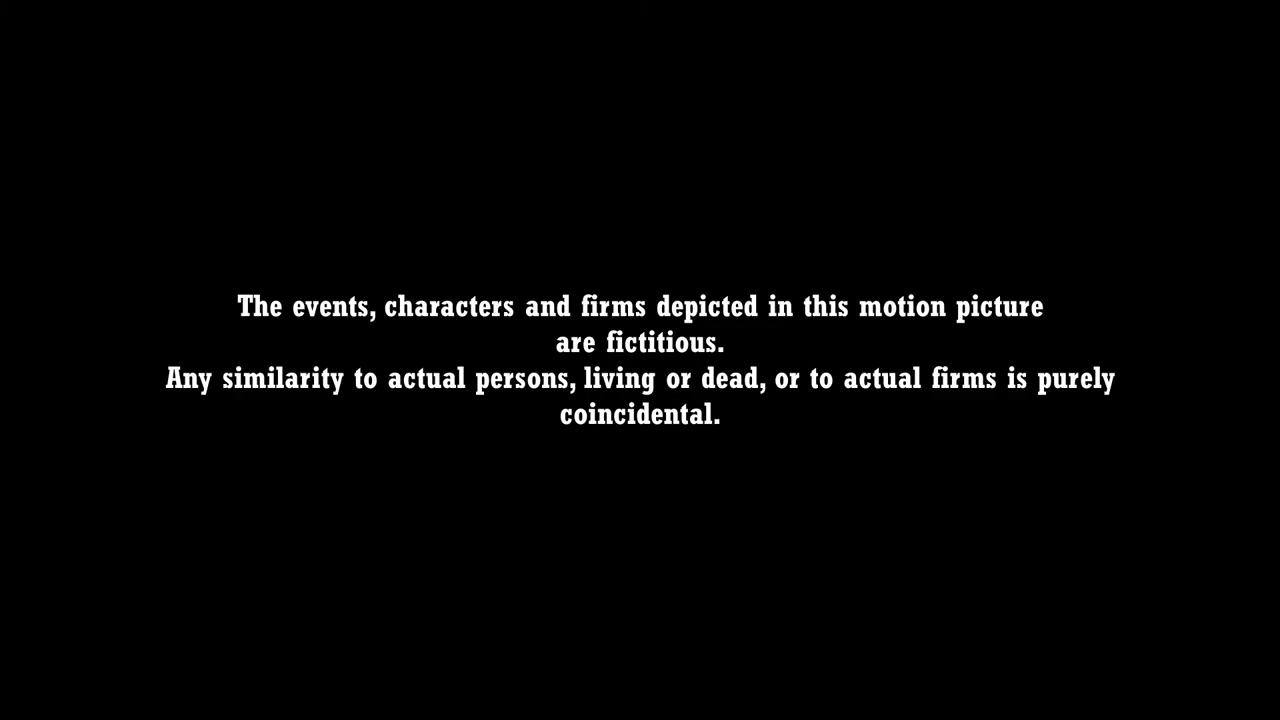 The events, characters and firms depicted in this motion picture
are fictitious.
Any similarity to actual persons, living or dead, or to actual firms is purely
coincidental.